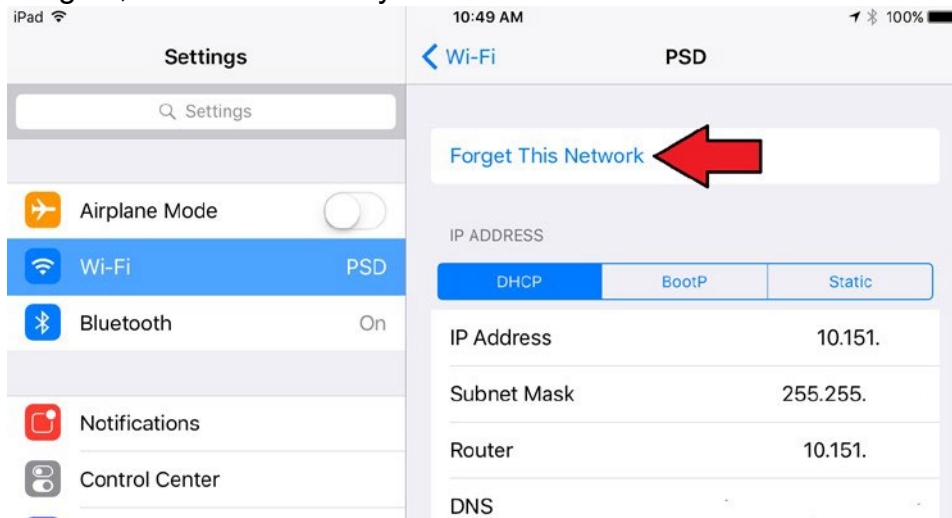 iPad
10:49 AM
100%
Settings
Wi-Fi
PSD
Settings
Forget This Network
Airplane Mode
IP ADDRESS
Wi-Fi PSD
DHCP BootP Static
Bluetooth On
IP Address 10.151.
Subnet Mask 255.255.
Notifications
Router 10.151.
Control Center
DNS